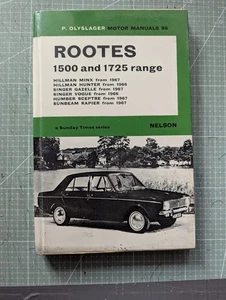 P. OLYSLAGER MOTOR MANUALS 86
ROOTES
1500 and 1725 range
HILLMAN MINX from 1967
HILLMAN HUNTER from 1966
SINGER GAZELLE from 1967
SINGER VOGUE from 1966
HUMBER SCEPTRE from 1967
SUNBEAM RAPIER from 1967
a Sunday Times series
NELSON